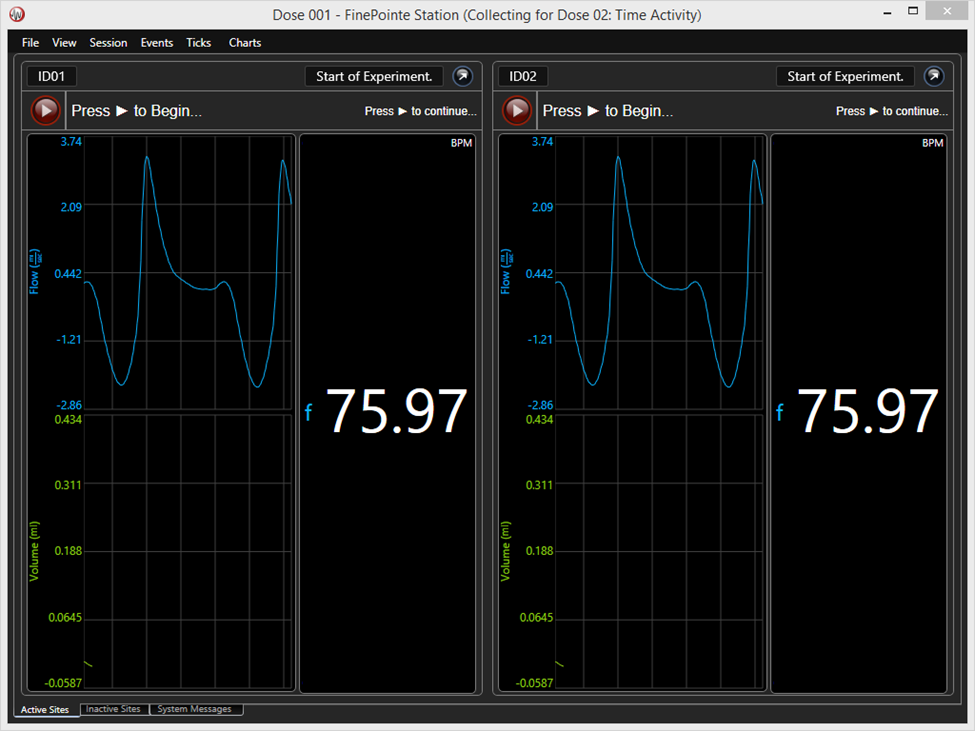 Dose 001 - FinePointe Station (Collecting for Dose 02: Time Activity)
File View Session Events Ticks Charts
ID01 Start of Experiment.
Press ► to Begin... Press ► to continue...
BPM
3.74
2.09
0.442
-1.21
-2.86
Flow
f 75.97
0.434
0.311
0.188
0.0645
-0.0587
Volume (ml)
ID02 Start of Experiment.
Press ► to Begin... Press ► to continue...
BPM
3.74
2.09
0.442
-1.21
-2.86
Flow
f 75.97
0.434
0.311
0.188
0.0645
-0.0587
Volume (ml)
Active Sites Inactive Sites System Messages